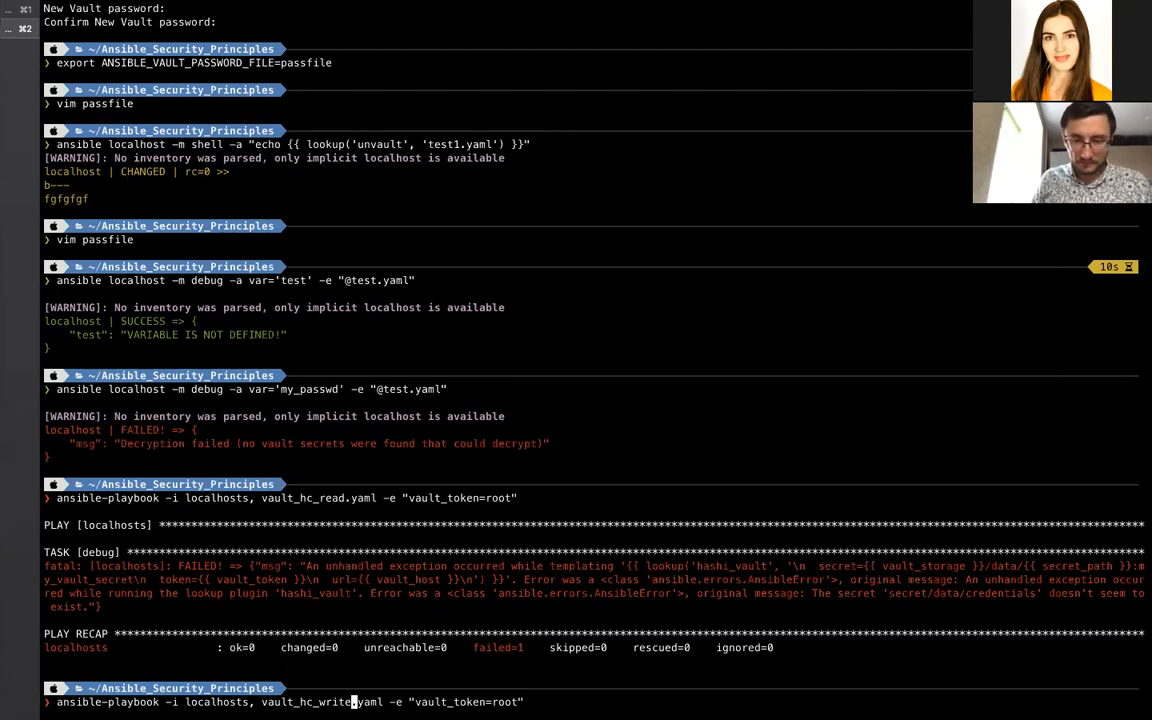 ... ⌘1
New Vault password:
... ⌘2
Confirm New Vault password:
~/Ansible_Security_Principles
❯ export ANSIBLE_VAULT_PASSWORD_FILE=passfile
~/Ansible_Security_Principles
❯ vim passfile
~/Ansible_Security_Principles
❯ ansible localhost -m shell -a "echo {{ lookup('unvault', 'test1.yaml') }}"
[WARNING]: No inventory was parsed, only implicit localhost is available
localhost | CHANGED | rc=0 >>
b---
fgfgfgf
~/Ansible_Security_Principles
❯ vim passfile
~/Ansible_Security_Principles 10s
❯ ansible localhost -m debug -a var='test' -e "@test.yaml"
[WARNING]: No inventory was parsed, only implicit localhost is available
localhost | SUCCESS => {
"test": "VARIABLE IS NOT DEFINED!"
}
~/Ansible_Security_Principles
❯ ansible localhost -m debug -a var='my_passwd' -e "@test.yaml"
[WARNING]: No inventory was parsed, only implicit localhost is available
localhost | FAILED! => {
"msg": "Decryption failed (no vault secrets were found that could decrypt)"
}
~/Ansible_Security_Principles
❯ ansible-playbook -i localhosts, vault_hc_read.yaml -e "vault_token=root"
PLAY [localhosts] ****************************************************************************************************************************************************
TASK [debug] *********************************************************************************************************************************************************
fatal: [localhosts]: FAILED! => {"msg": "An unhandled exception occurred while templating '{{ lookup('hashi_vault', '\n  secret={{ vault_storage }}/data/{{ secret_path }}:m
y_vault_secret\n  token={{ vault_token }}\n  url={{ vault_host }}\n') }}'. Error was a <class 'ansible.errors.AnsibleError'>, original message: An unhandled exception occur
red while running the lookup plugin 'hashi_vault'. Error was a <class 'ansible.errors.AnsibleError'>, original message: The secret 'secret/data/credentials' doesn't seem to
exist."}
PLAY RECAP ***********************************************************************************************************************************************************
localhosts : ok=0 changed=0 unreachable=0 failed=1 skipped=0 rescued=0 ignored=0
~/Ansible_Security_Principles
❯ ansible-playbook -i localhosts, vault_hc_write.yaml -e "vault_token=root"